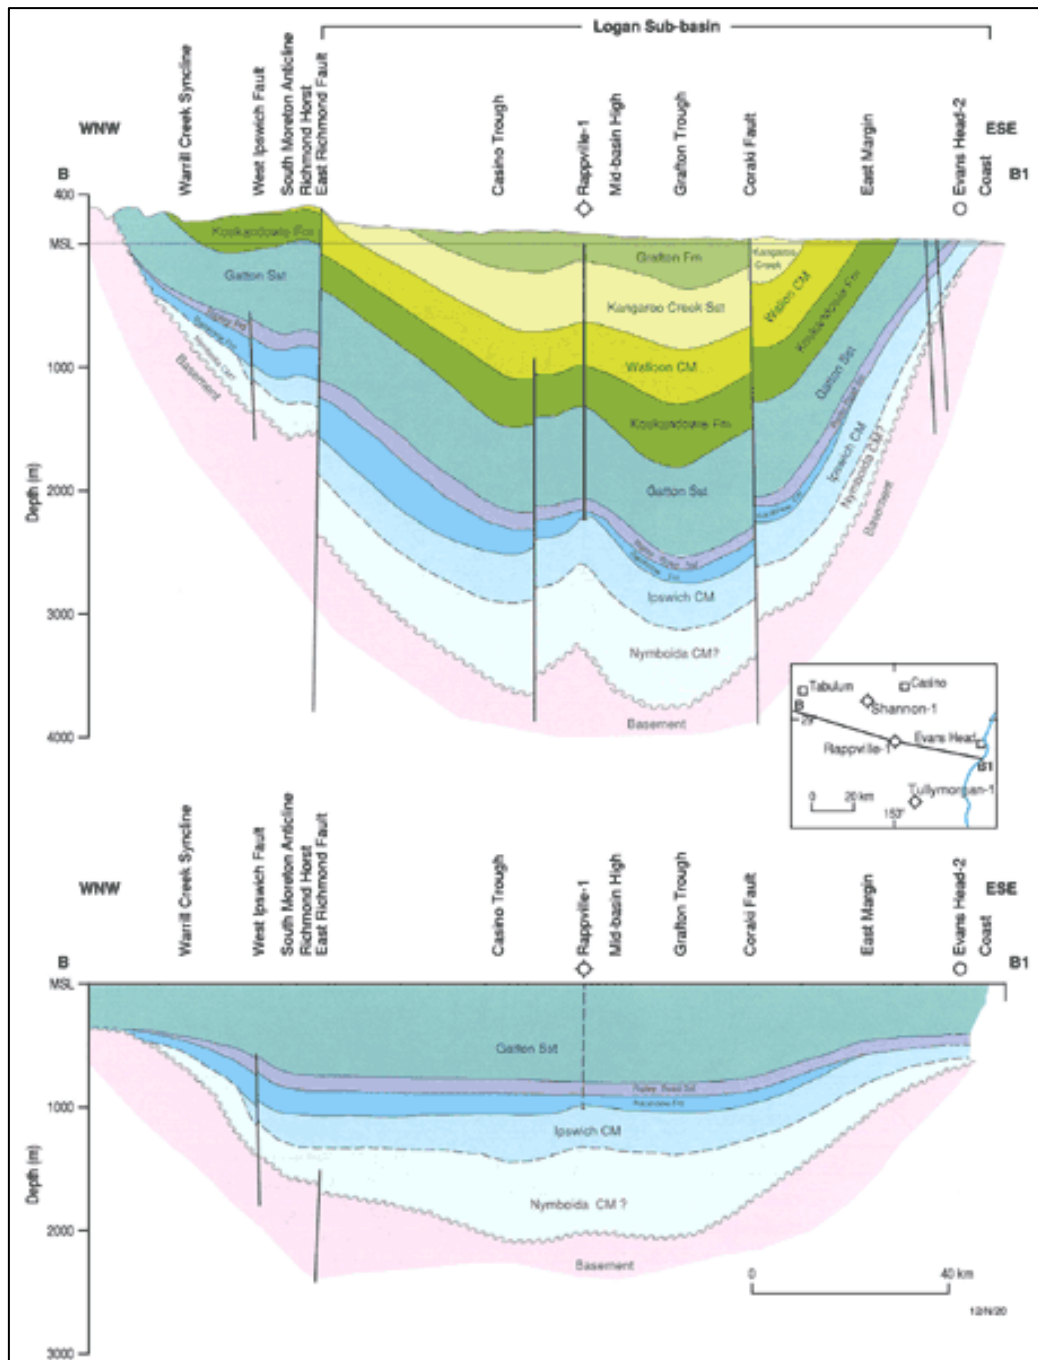 Logan Sub-basin
WNW
Warrill Creek Syncline
West Ipswich Fault
South Moreton Anticline
Richmond Horst
East Richmond Fault
Casino Trough
Rappville-1
Mid-basin High
Grafton Trough
Coraki Fault
East Margin
Evans Head-2
Coast
ESE
B
B1
400
MSL
1000
2000
3000
4000
Depth (m)
Koukandowie Fm
Gatton Sst
Basement
Grafton Fm
Kangaroo Creek Sst
Walloon CM
Koukandowie Fm
Gatton Sst
Ipswich CM
Nymboida CM?
Basement
Kangaroo
Creek
Walloon CM
Koukandowie Fm
Gatton Sst
Ipswich CM
Nymboida CM?
Basement
Tabulum
Casino
B
Shannon-1
29°
Evans Head
Rappville-1
B1
Tullymorgan-1
0 20 km
153°
WNW
Warrill Creek Syncline
West Ipswich Fault
South Moreton Anticline
Richmond Horst
East Richmond Fault
Casino Trough
Rappville-1
Mid-basin High
Grafton Trough
Coraki Fault
East Margin
Evans Head-2
Coast
ESE
B
B1
MSL
1000
2000
3000
Depth (m)
Gatton Sst
Ipswich CM
Nymboida CM ?
Basement
0 40 km
12/N/20